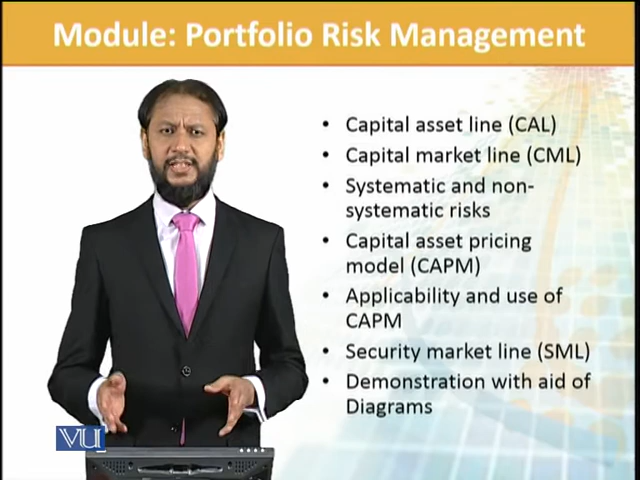 Module: Portfolio Risk Management
• Capital asset line (CAL)
• Capital market line (CML)
• Systematic and non-
systematic risks
• Capital asset pricing
model (CAPM)
• Applicability and use of
CAPM
• Security market line (SML)
• Demonstration with aid of
Diagrams
VU